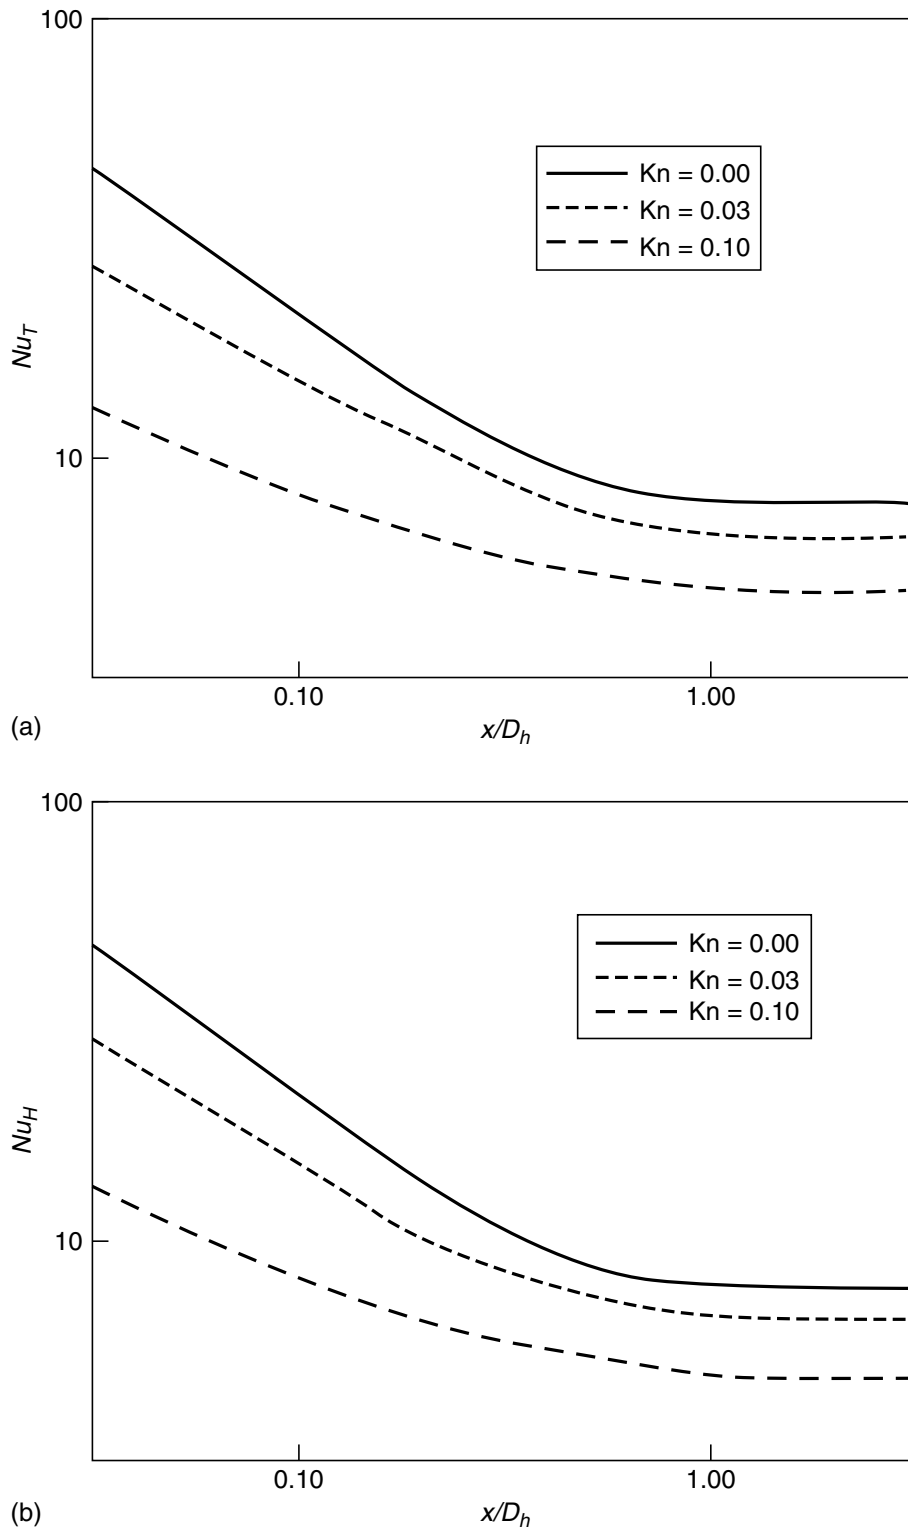 100
Kn = 0.00
Kn = 0.03
Kn = 0.10
Nu_T
10
0.10 1.00
(a)
x/D_h
100
Kn = 0.00
Kn = 0.03
Kn = 0.10
Nu_H
10
0.10 1.00
(b)
x/D_h